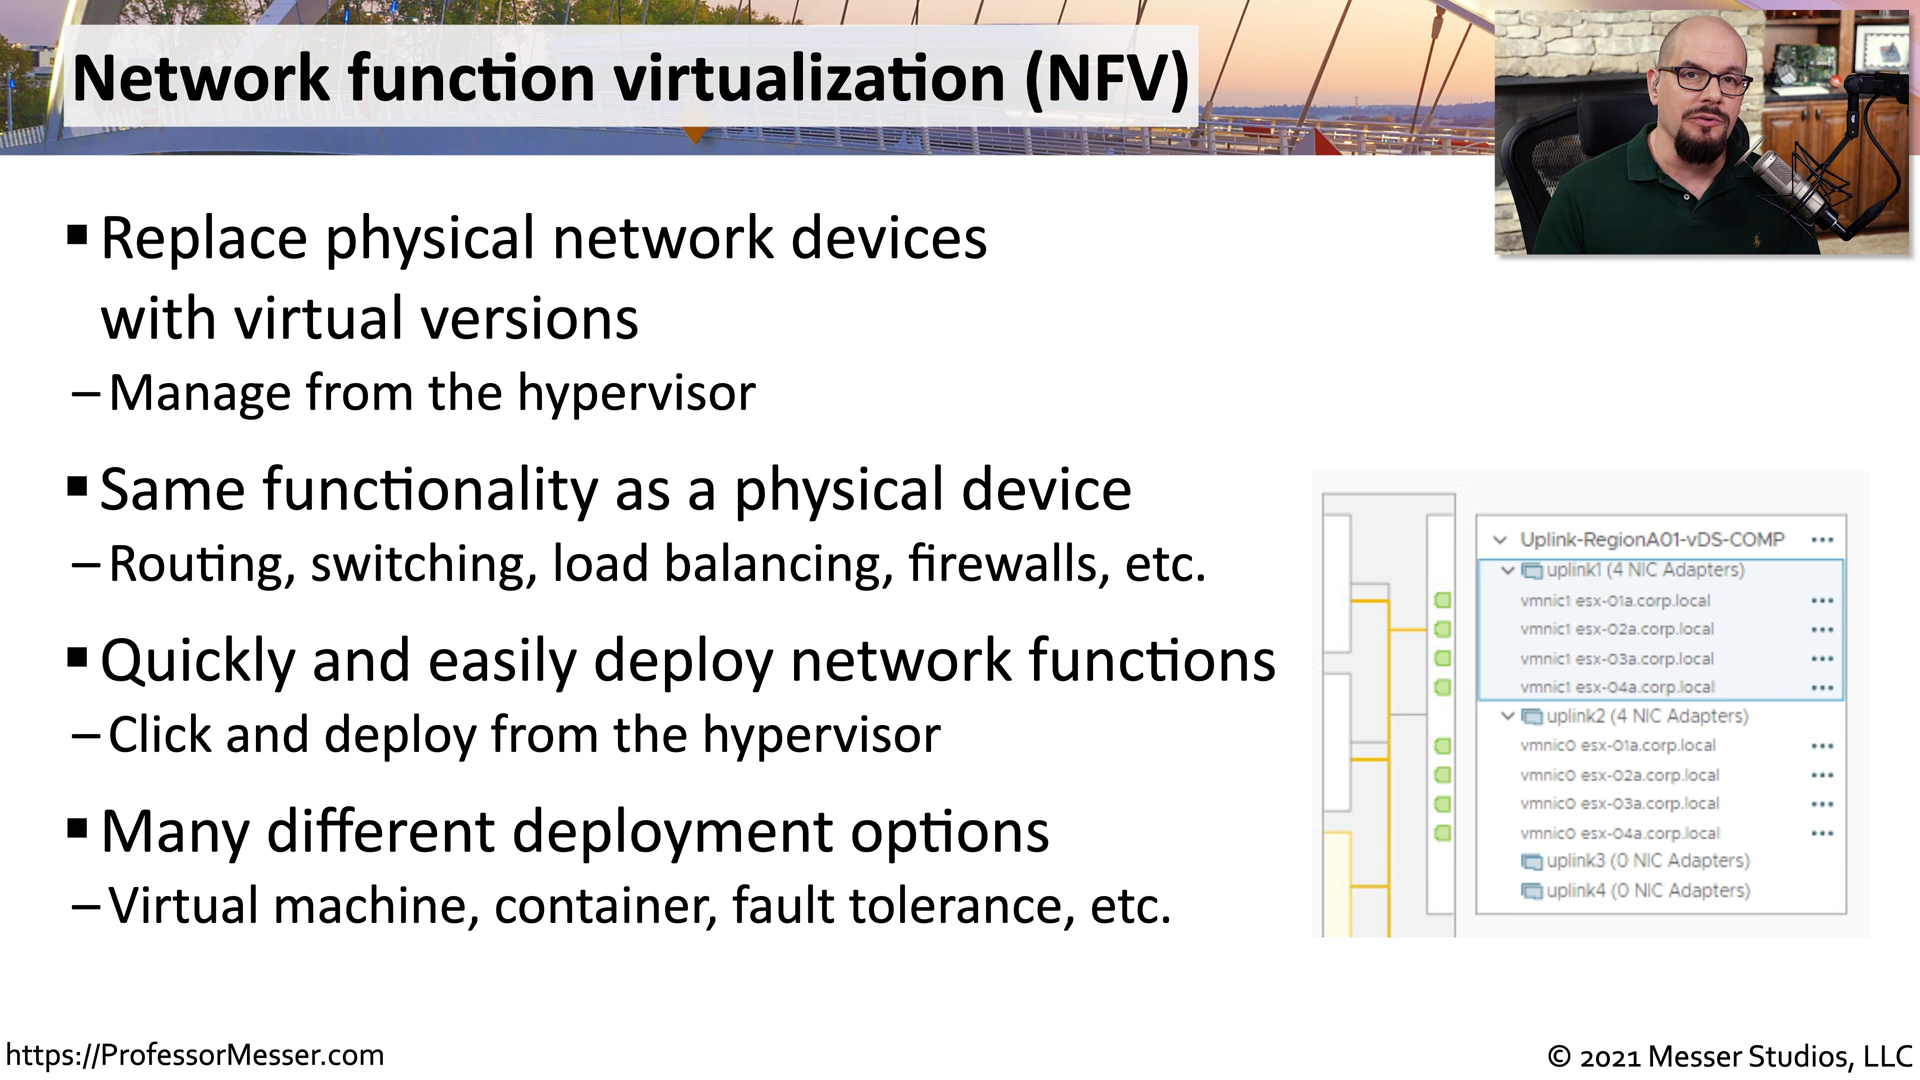 Network function virtualization (NFV)
▪ Replace physical network devices
with virtual versions
– Manage from the hypervisor
▪ Same functionality as a physical device
– Routing, switching, load balancing, firewalls, etc.
▪ Quickly and easily deploy network functions
– Click and deploy from the hypervisor
▪ Many different deployment options
– Virtual machine, container, fault tolerance, etc.
Uplink-RegionA01-vDS-COMP
uplink1 (4 NIC Adapters)
vmnic1 esx-01a.corp.local
vmnic1 esx-02a.corp.local
vmnic1 esx-03a.corp.local
vmnic1 esx-04a.corp.local
uplink2 (4 NIC Adapters)
vmnic0 esx-01a.corp.local
vmnic0 esx-02a.corp.local
vmnic0 esx-03a.corp.local
vmnic0 esx-04a.corp.local
uplink3 (0 NIC Adapters)
uplink4 (0 NIC Adapters)
https://ProfessorMesser.com
© 2021 Messer Studios, LLC